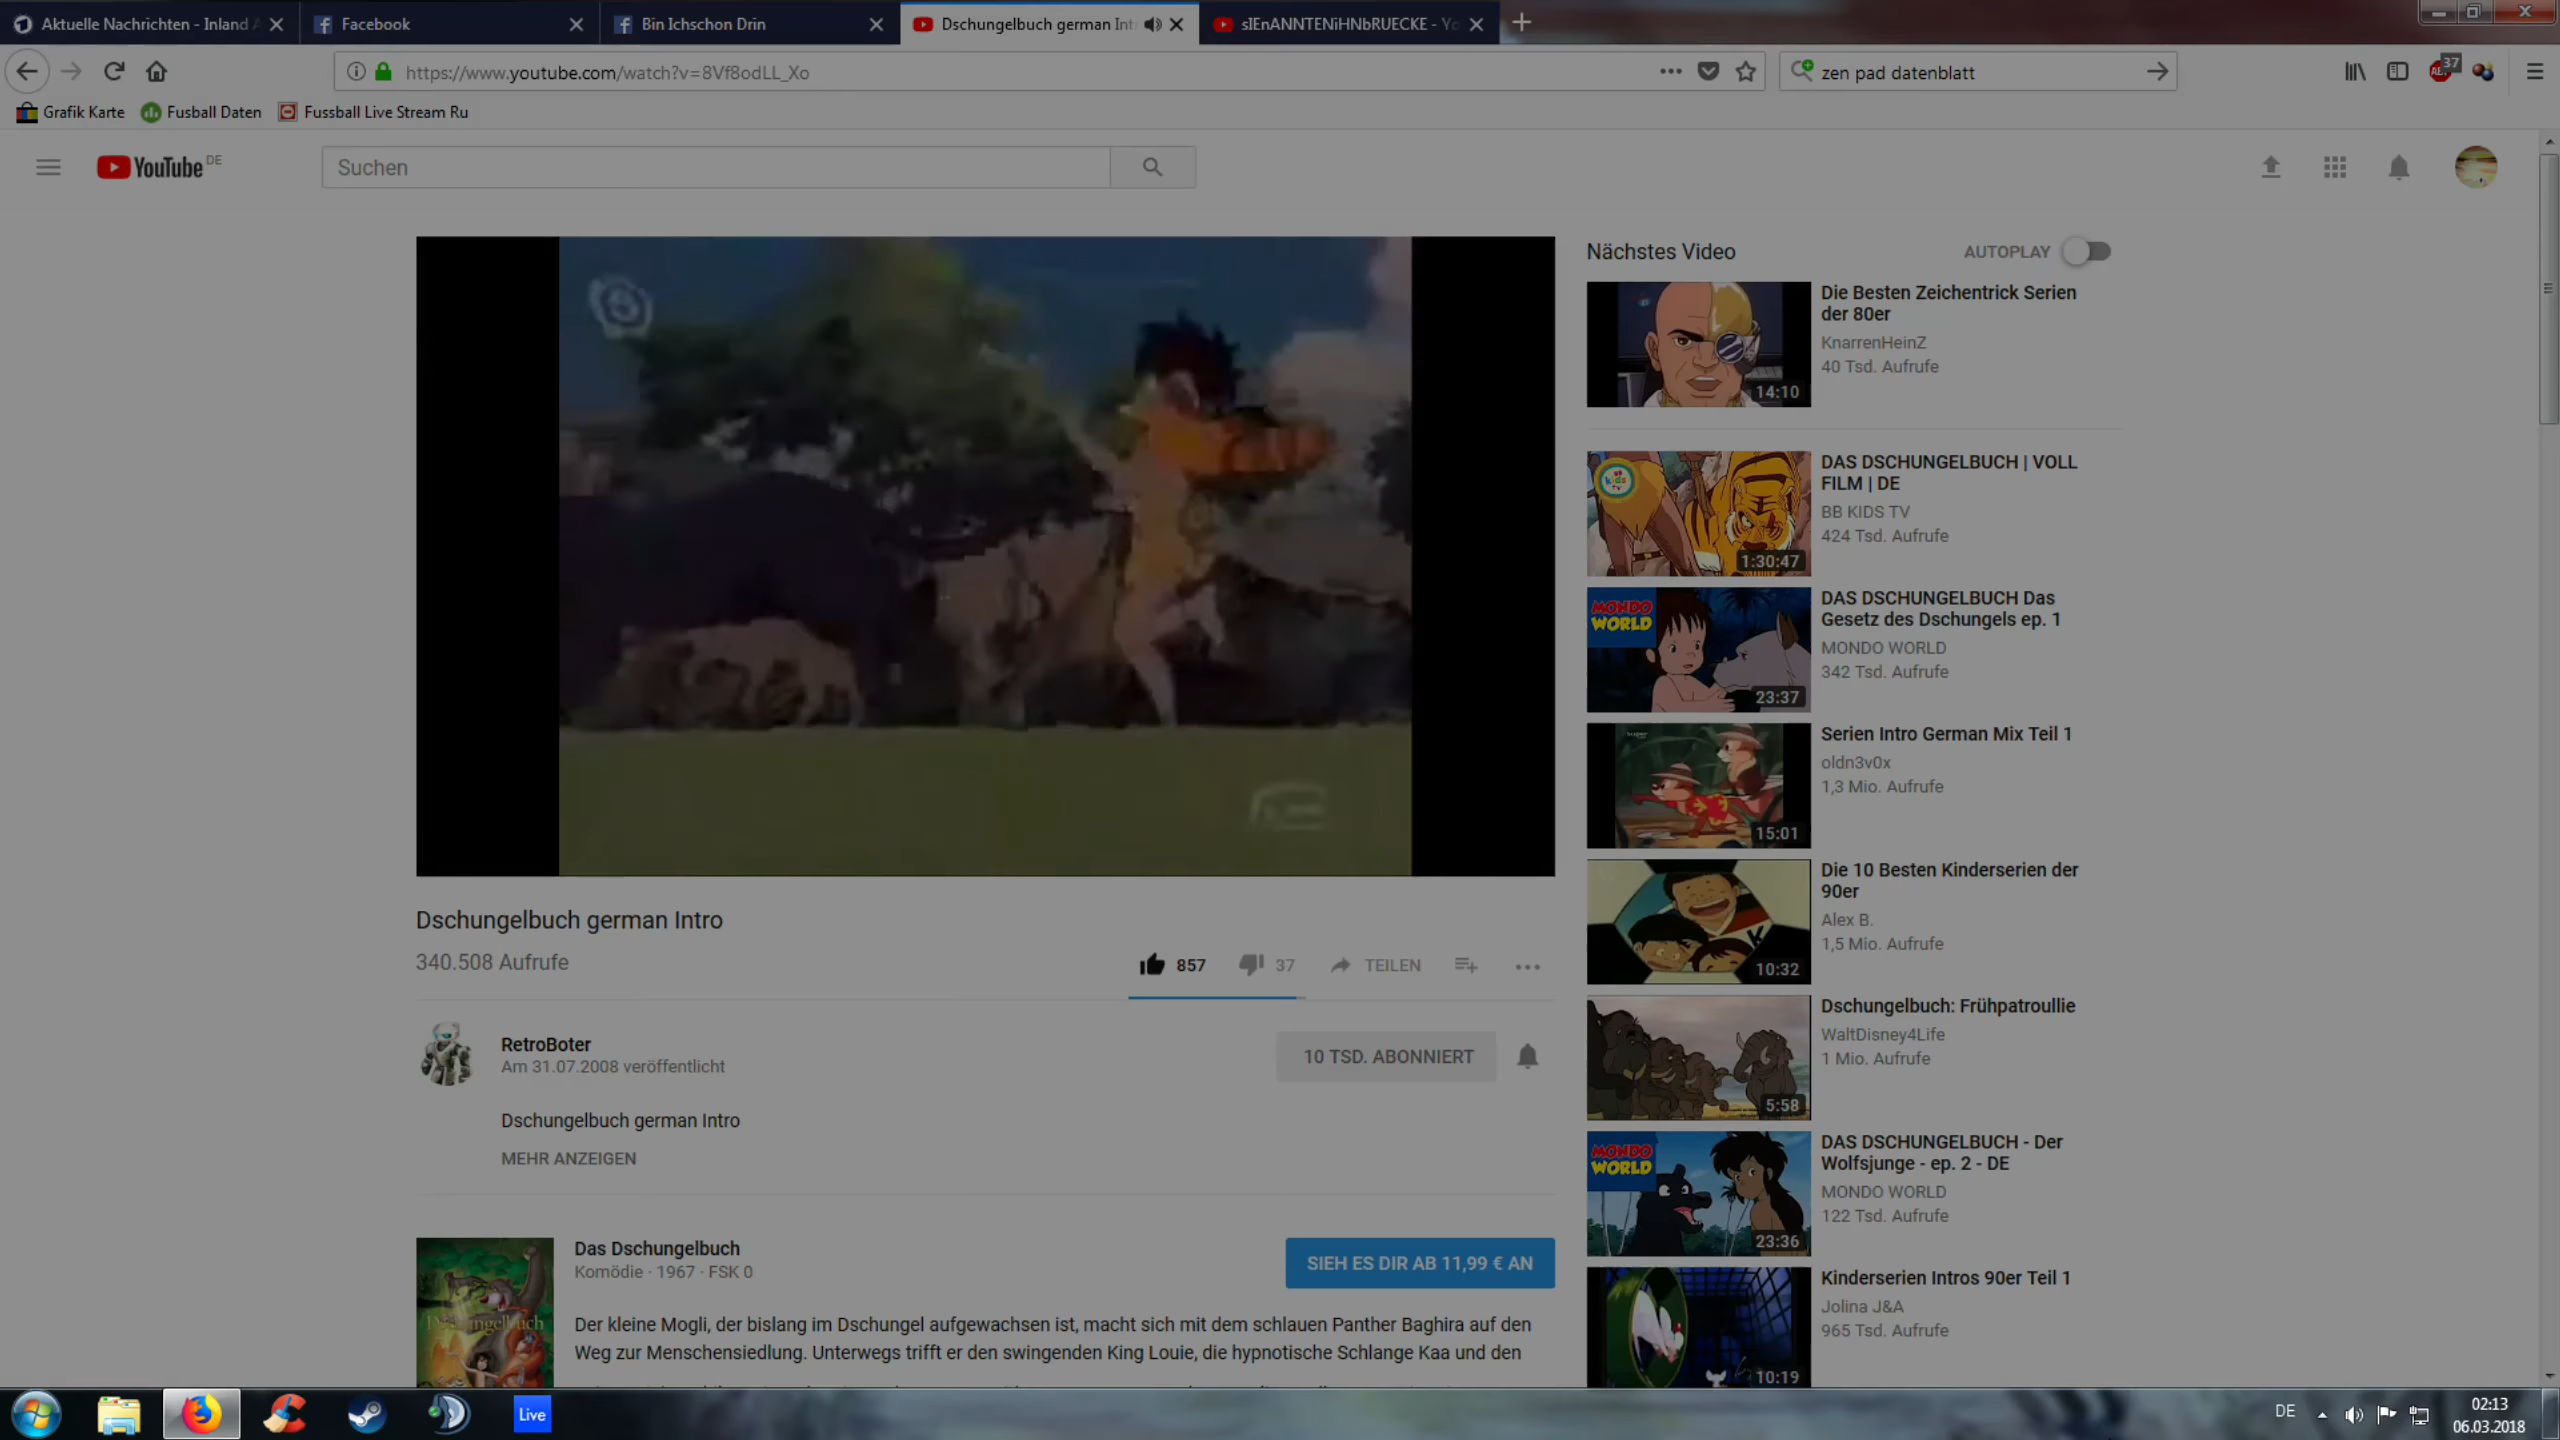 Aktuelle Nachrichten - Inland A
Facebook
Bin Ichschon Drin
Dschungelbuch german Int
sIEnANNTENiHNbRUECKE - Yo
https://www.youtube.com/watch?v=8Vf8odLL_Xo
zen pad datenblatt
37
Grafik Karte
Fusball Daten
Fussball Live Stream Ru
YouTube DE
Suchen
Nächstes Video
AUTOPLAY
Die Besten Zeichentrick Serien
der 80er
KnarrenHeinZ
40 Tsd. Aufrufe
14:10
DAS DSCHUNGELBUCH | VOLL
FILM | DE
BB KIDS TV
424 Tsd. Aufrufe
1:30:47
MONDO
WORLD
DAS DSCHUNGELBUCH Das
Gesetz des Dschungels ep. 1
MONDO WORLD
342 Tsd. Aufrufe
23:37
Serien Intro German Mix Teil 1
oldn3v0x
1,3 Mio. Aufrufe
15:01
Die 10 Besten Kinderserien der
90er
Alex B.
1,5 Mio. Aufrufe
10:32
Dschungelbuch: Frühpatroullie
WaltDisney4Life
1 Mio. Aufrufe
5:58
MONDO
WORLD
DAS DSCHUNGELBUCH - Der
Wolfsjunge - ep. 2 - DE
MONDO WORLD
122 Tsd. Aufrufe
23:36
Kinderserien Intros 90er Teil 1
Jolina J&A
965 Tsd. Aufrufe
10:19
Dschungelbuch german Intro
340.508 Aufrufe
857
37
TEILEN
RetroBoter
Am 31.07.2008 veröffentlicht
10 TSD. ABONNIERT
Dschungelbuch german Intro
MEHR ANZEIGEN
Das Dschungelbuch
Komödie · 1967 · FSK 0
SIEH ES DIR AB 11,99 € AN
Der kleine Mogli, der bislang im Dschungel aufgewachsen ist, macht sich mit dem schlauen Panther Baghira auf den
Weg zur Menschensiedlung. Unterwegs trifft er den swingenden King Louie, die hypnotische Schlange Kaa und den
Live
DE
02:13
06.03.2018